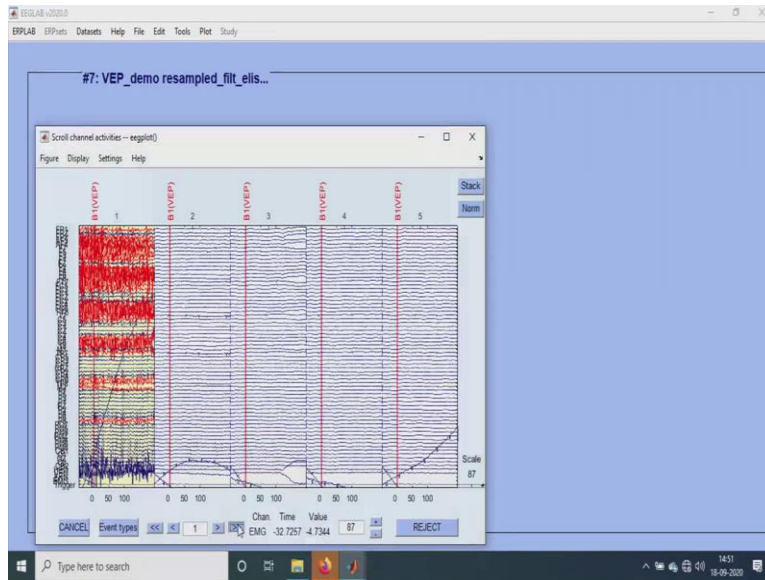 EEGLAB v2020.0
ERPLAB ERPsets Datasets Help File Edit Tools Plot Study
#7: VEP_demo resampled_filt_elis...
Scroll channel activities -- eegplot()
Figure Display Settings Help
B1(VEP) B1(VEP) B1(VEP) B1(VEP) B1(VEP)
1 2 3 4 5
Stack
Norm
Scale
87
Trigger
0 50 100 0 50 100 0 50 100 0 50 100 0 50 100
Chan. Time Value
CANCEL Event types << < 1 > >> EMG -32.7257 -4.7344 87 + - REJECT
Type here to search
14:51
18-09-2020